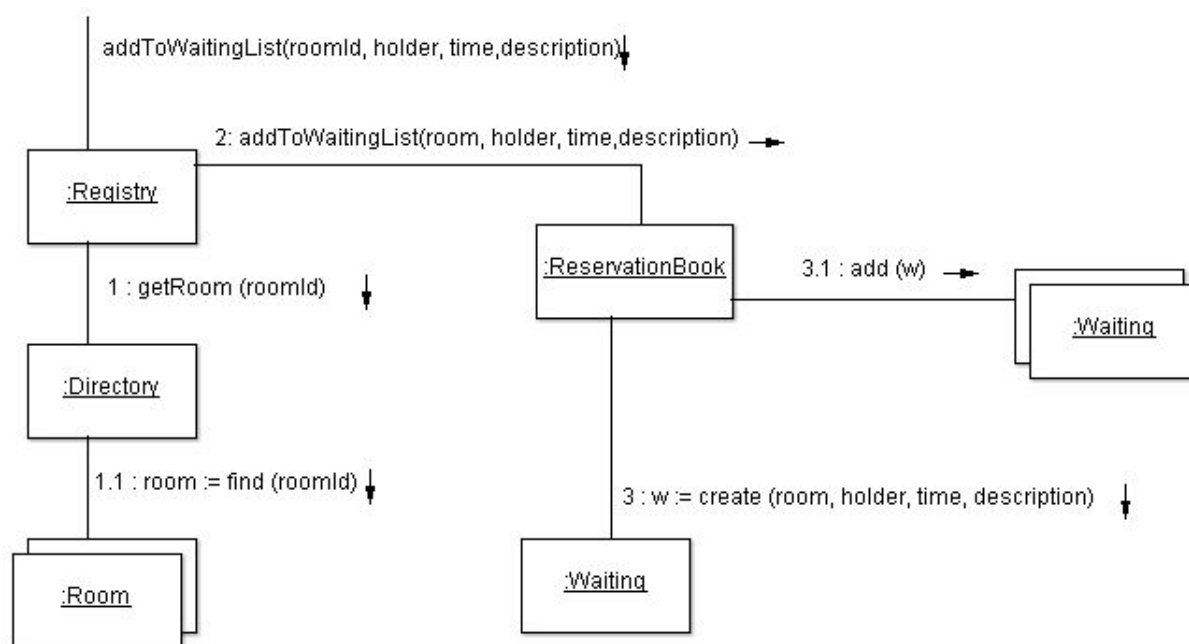 addToWaitingList(roomId, holder, time,description)
2: addToWaitingList(room, holder, time,description)
:Registry
:ReservationBook
3.1 : add (w)
1 : getRoom (roomId)
:Waiting
:Directory
1.1 : room := find (roomId)
3 : w := create (room, holder, time, description)
:Room
:Waiting